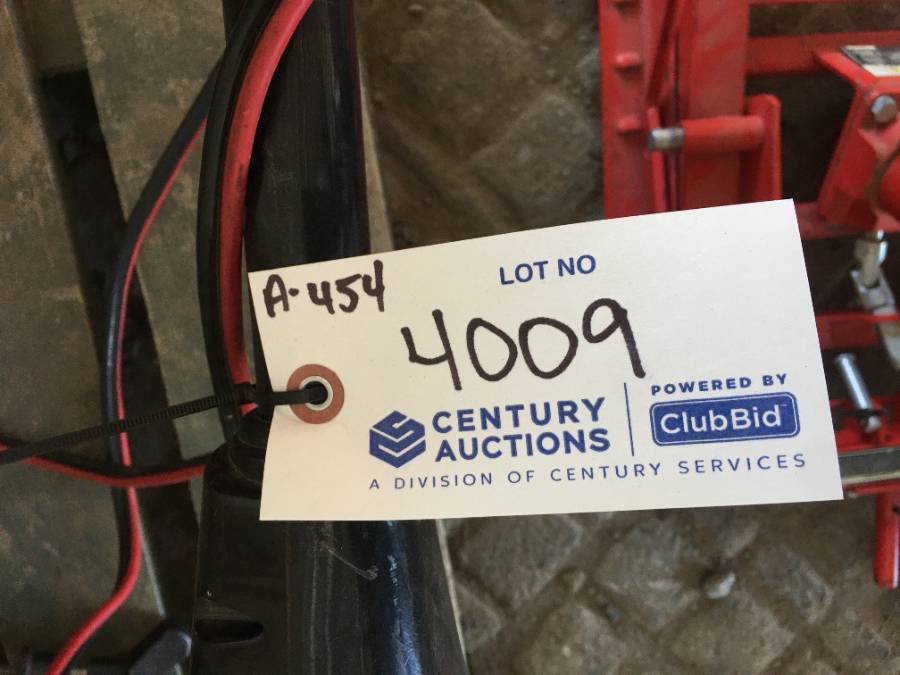 A-454
LOT NO
4009
CENTURY
AUCTIONS
POWERED BY
ClubBid
A DIVISION OF CENTURY SERVICES